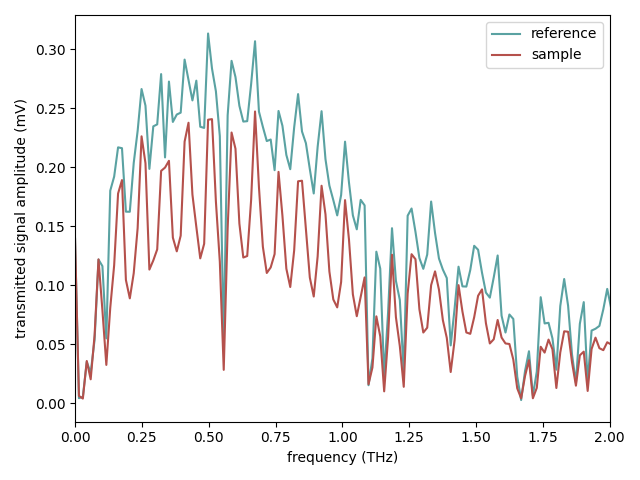 reference
sample
transmitted signal amplitude (mV)
0.30
0.25
0.20
0.15
0.10
0.05
0.00
0.00 0.25 0.50 0.75 1.00 1.25 1.50 1.75 2.00
frequency (THz)